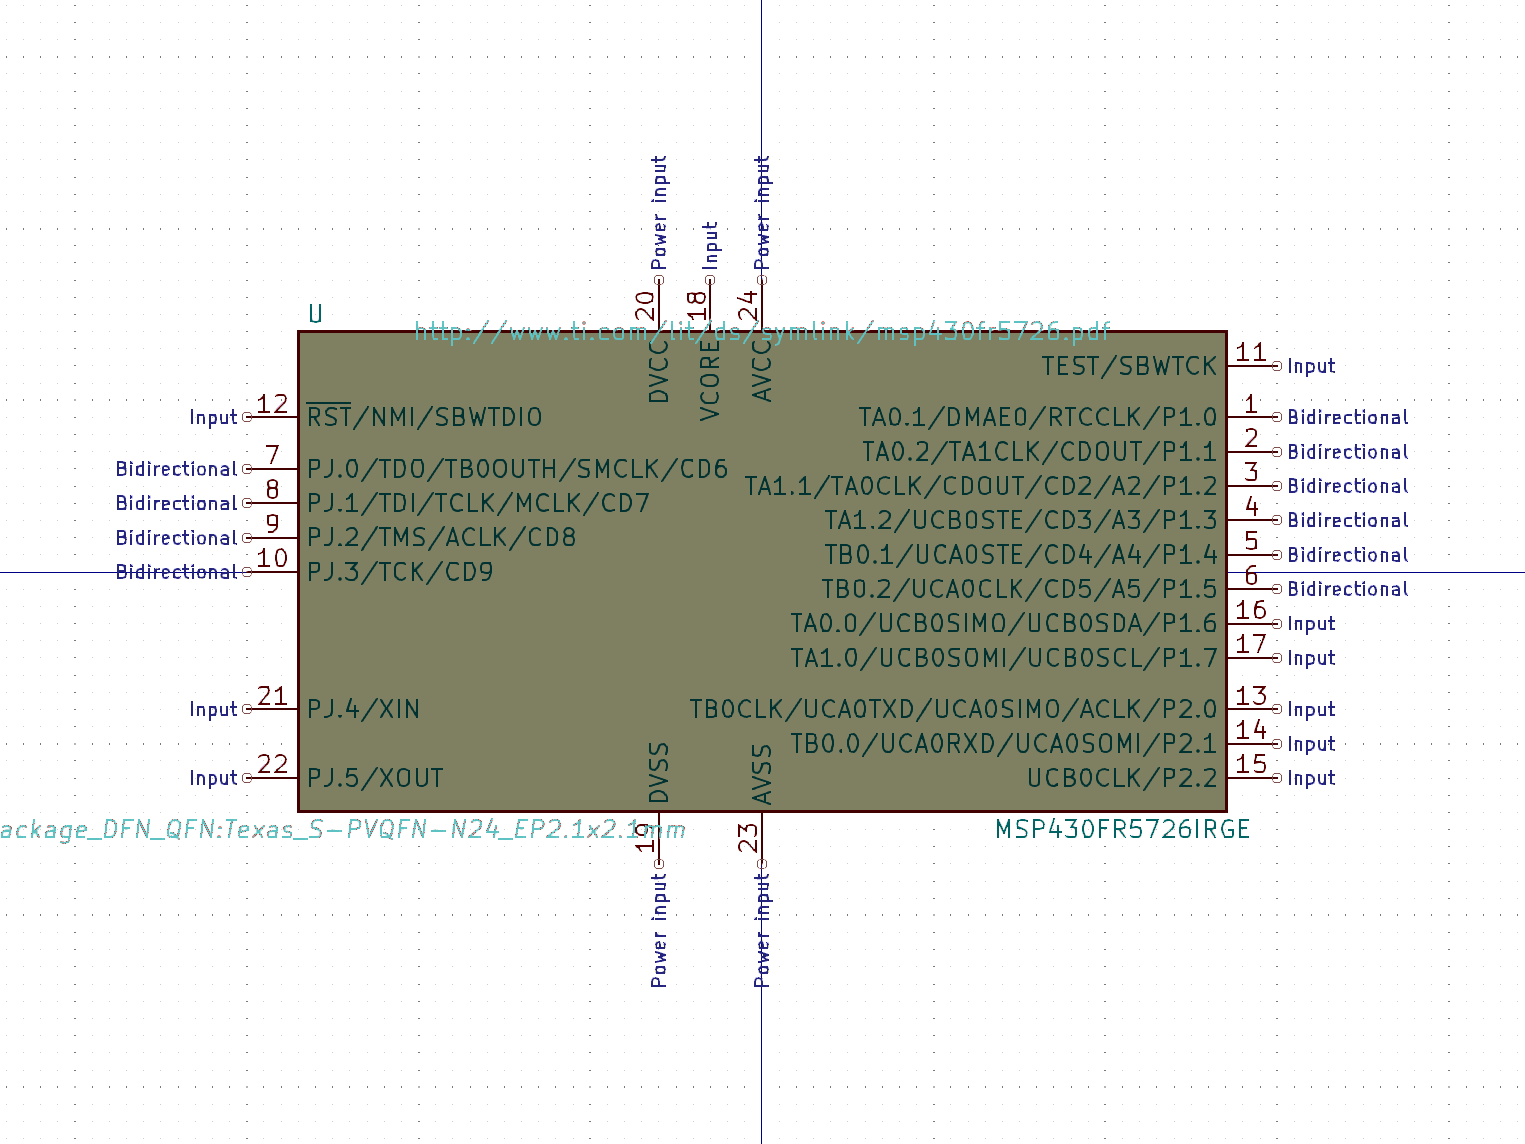 Power input
Input
Power input
20
18
24
U
http://www.ti.com/lit/ds/symlink/msp430fr5726.pdf
DVCC
VCORE
AVCC
TEST/SBWTCK 11 Input
Input 12 RST/NMI/SBWTDIO
TA0.1/DMAE0/RTCCLK/P1.0 1 Bidirectional
TA0.2/TA1CLK/CDOUT/P1.1 2 Bidirectional
Bidirectional 7 PJ.0/TDO/TB0OUTH/SMCLK/CD6
TA1.1/TA0CLK/CDOUT/CD2/A2/P1.2 3 Bidirectional
Bidirectional 8 PJ.1/TDI/TCLK/MCLK/CD7
TA1.2/UCB0STE/CD3/A3/P1.3 4 Bidirectional
Bidirectional 9 PJ.2/TMS/ACLK/CD8
TB0.1/UCA0STE/CD4/A4/P1.4 5 Bidirectional
Bidirectional 10 PJ.3/TCK/CD9
TB0.2/UCA0CLK/CD5/A5/P1.5 6 Bidirectional
TA0.0/UCB0SIMO/UCB0SDA/P1.6 16 Input
TA1.0/UCB0SOMI/UCB0SCL/P1.7 17 Input
Input 21 PJ.4/XIN
TB0CLK/UCA0TXD/UCA0SIMO/ACLK/P2.0 13 Input
TB0.0/UCA0RXD/UCA0SOMI/P2.1 14 Input
Input 22 PJ.5/XOUT
UCB0CLK/P2.2 15 Input
DVSS
AVSS
ackage_DFN_QFN:Texas_S-PVQFN-N24_EP2.1x2.1mm
MSP430FR5726IRGE
19
23
Power input
Power input